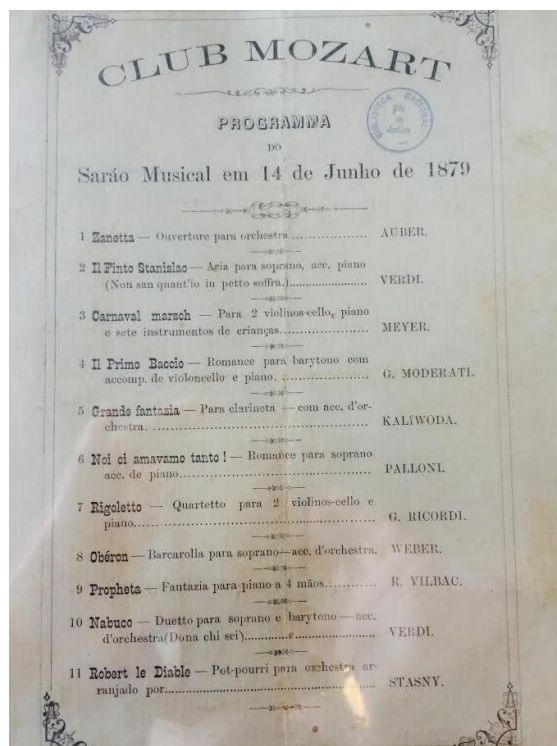 CLUB MOZART
PROGRAMMA
DO
Saráo Musical em 14 de Junho de 1879
BIBLIOTECA NACIONAL
1 Zanetta — Ouverture para orchestra ................ AUBER.
2 Il Finto Stanislao — Aria para soprano, acc. piano
(Non san quant'io in petto soffra.)................... VERDI.
3 Carnaval marsch — Para 2 violinos-cello, piano
e sete instrumentos de crianças..................... MEYER.
4 Il Primo Baccio — Romance para barytono com
accomp. de violoncello e piano. ..................... G. MODERATI.
5 Grande fantazia — Para clarineta — com acc. d'or-
chestra. ..................................................... KALIWODA.
6 Noi ci amavamo tanto! — Romance para soprano
acc. de piano............................................... PALLONI.
7 Rigoletto — Quartetto para 2 violinos-cello e
piano.......................................................... G. RICORDI.
8 Obéron — Barcarolla para soprano—acc. d'orchestra. WEBER.
9 Propheta — Fantazia para piano a 4 mãos............ R. VILBAC.
10 Nabuco — Duetto para soprano e barytono — acc.
d'orchestra(Dona chi sei)............................... VERDI.
11 Robert le Diable — Pot-pourri para orchestra ar-
ranjado por.................................................. STASNY.